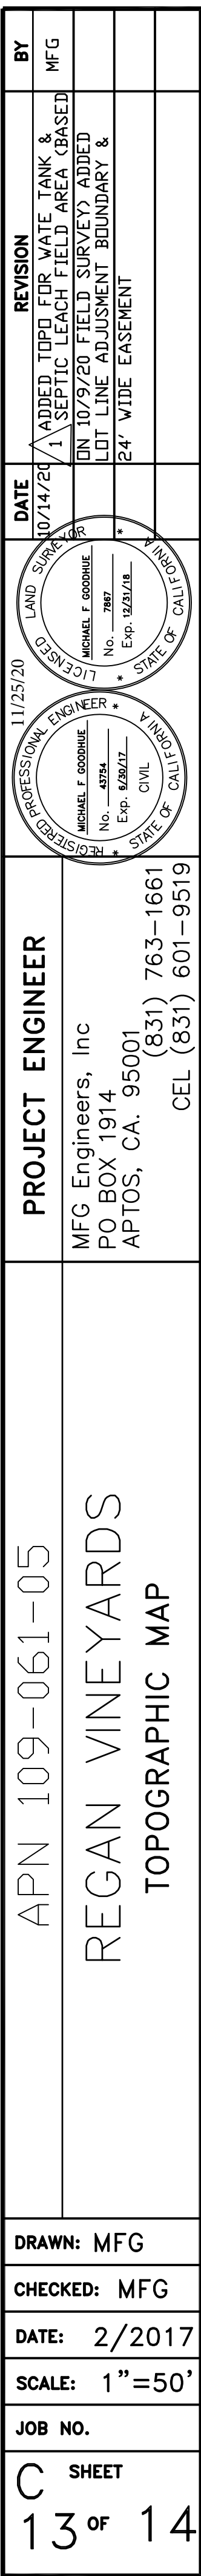 DATE REVISION BY
10/14/20 1 ADDED TOPO FOR WATE TANK & MFG
SEPTIC LEACH FIELD AREA (BASED
ON 10/9/20 FIELD SURVEY) ADDED
LOT LINE ADJUSMENT BOUNDARY &
24' WIDE EASEMENT
11/25/20
LICENSED LAND SURVEYOR
MICHAEL F GOODHUE
No. 7867
Exp. 12/31/18
* STATE OF CALIFORNIA *
REGISTERED PROFESSIONAL ENGINEER
MICHAEL F GOODHUE
No. 43754
Exp. 6/30/17
CIVIL
* STATE OF CALIFORNIA *
PROJECT ENGINEER
MFG Engineers, Inc
PO BOX 1914
APTOS, CA. 95001
(831) 763-1661
CEL (831) 601-9519
APN 109-061-05
REGAN VINEYARDS
TOPOGRAPHIC MAP
DRAWN: MFG
CHECKED: MFG
DATE: 2/2017
SCALE: 1"=50'
JOB NO.
C SHEET
13 OF 14